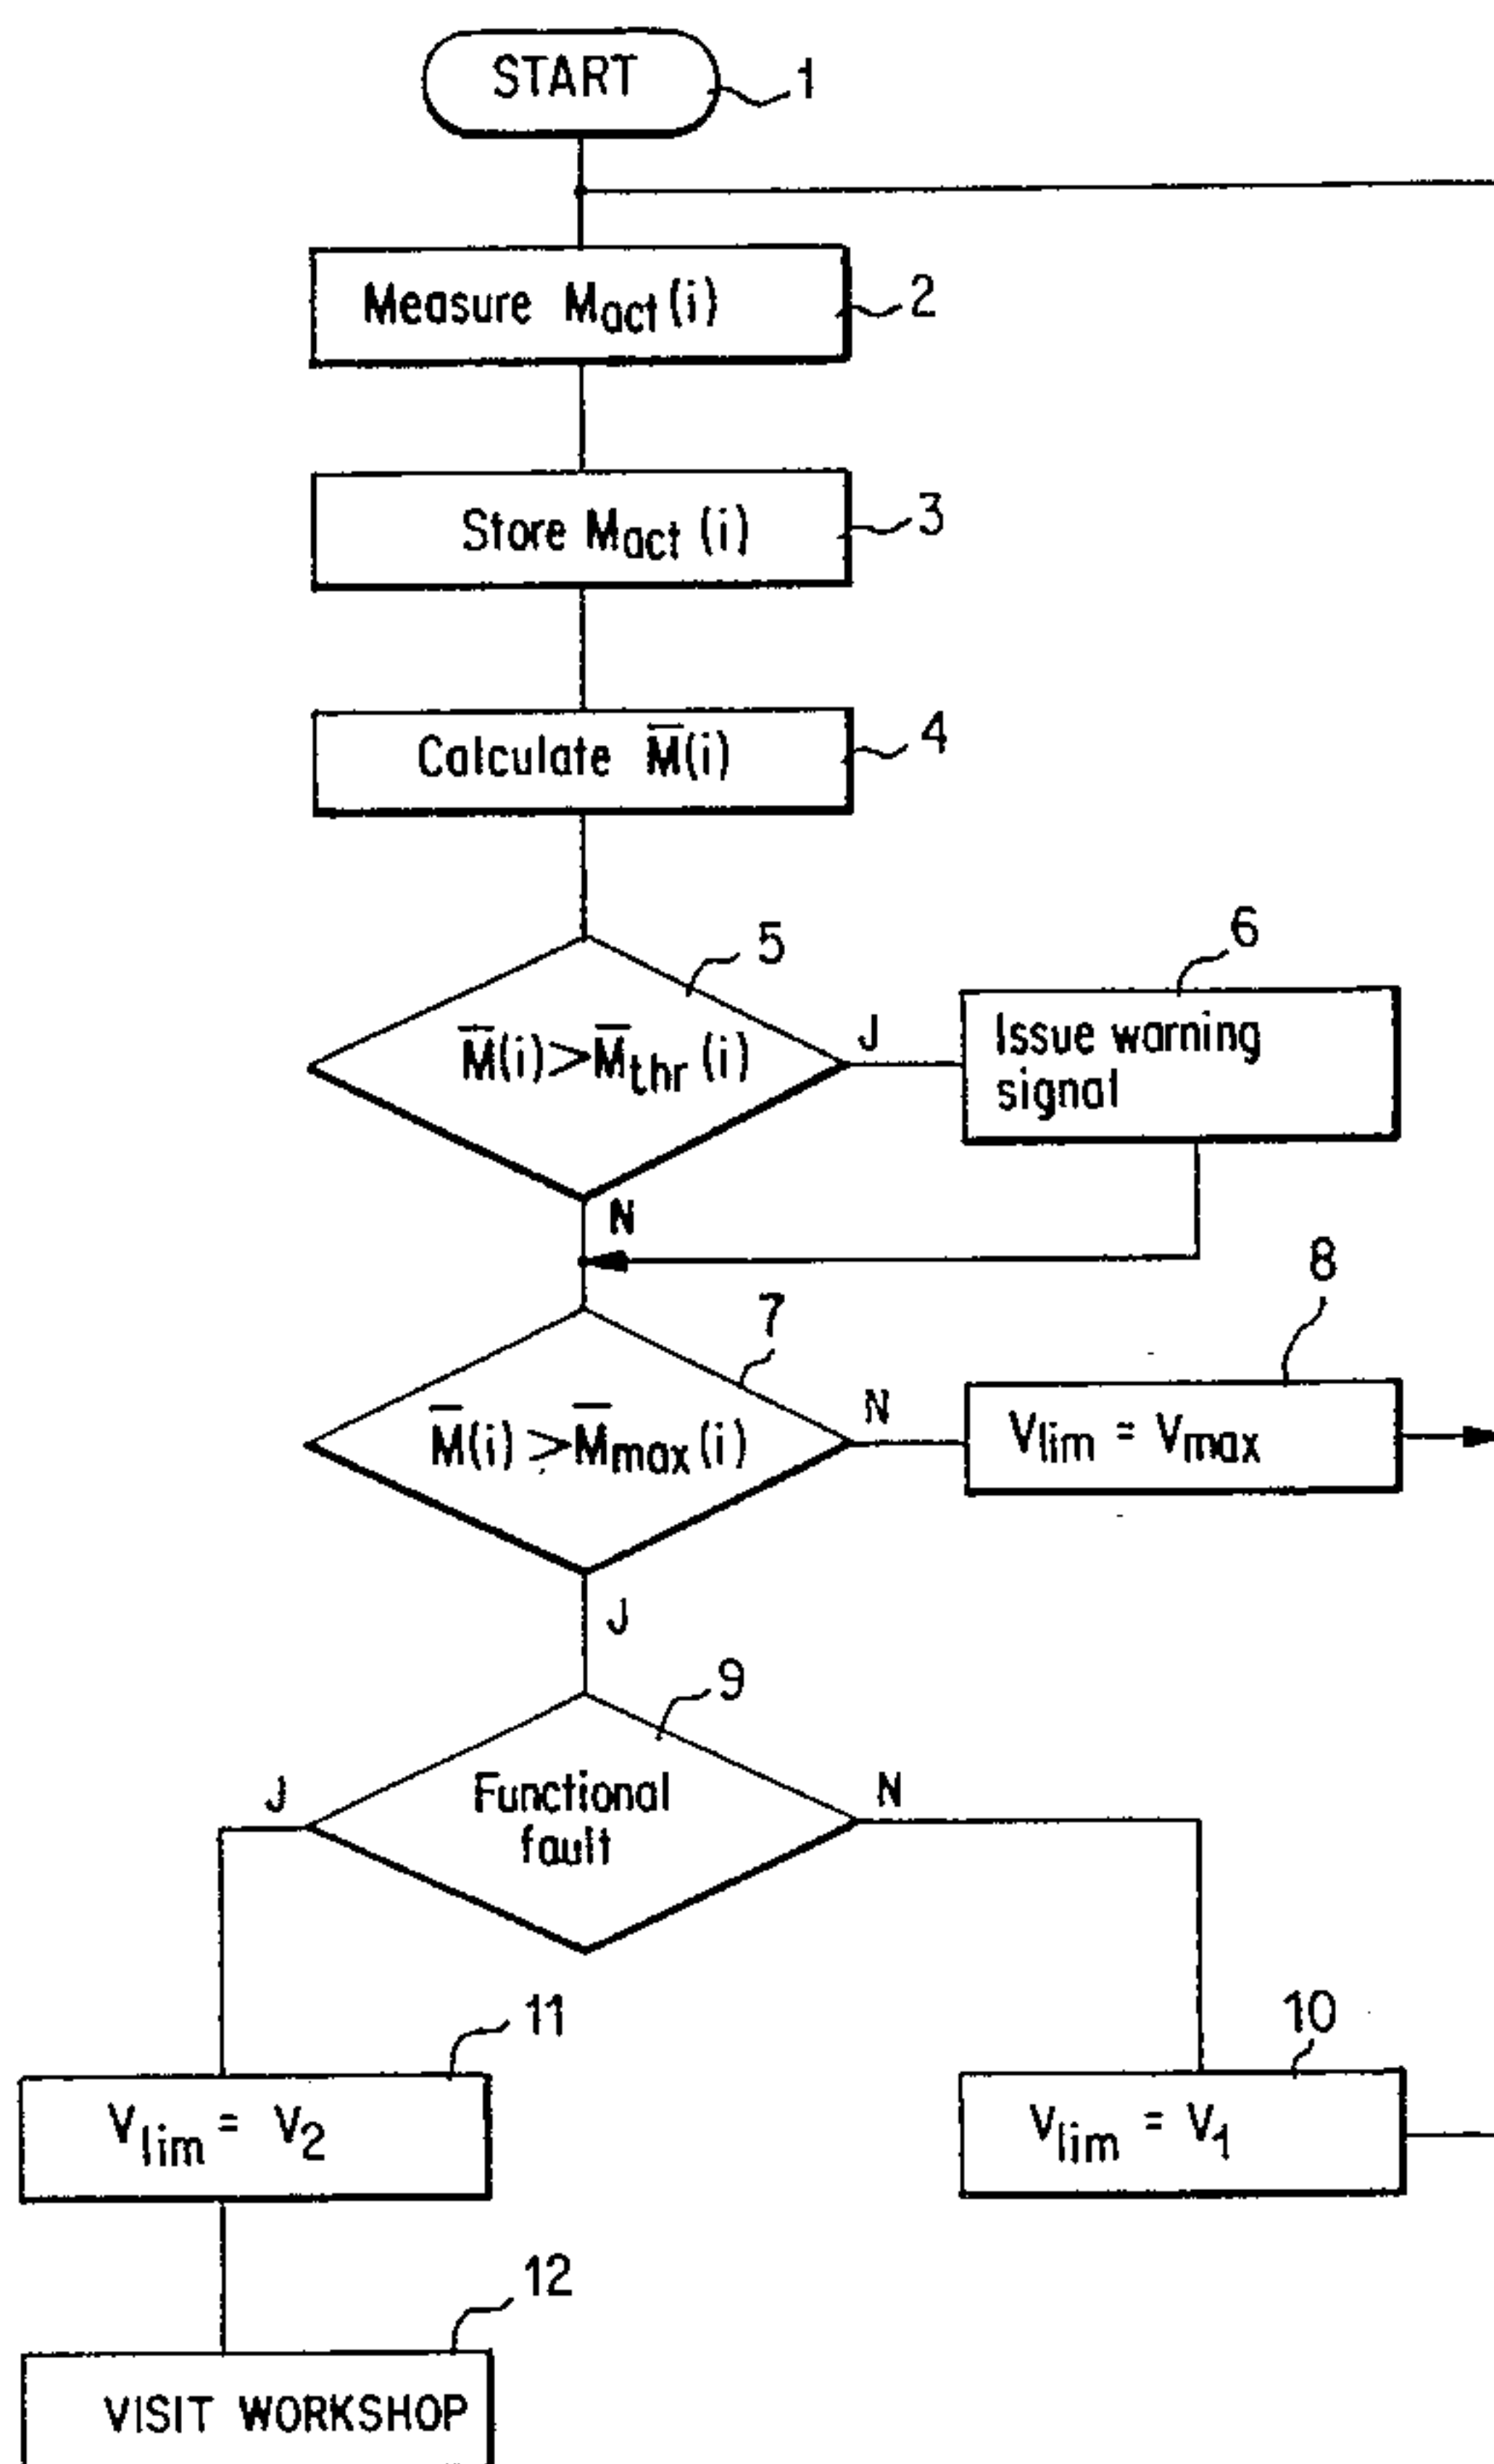 START
1
Measure Mact(i)
2
Store Mact (i)
3
Calculate M̅(i)
4
5
M̅(i)>M̅thr(i)
J
6
Issue warning
signal
N
7
M̅(i)>M̅max(i)
N
8
Vlim = Vmax
J
9
Functional
fault
J
N
11
Vlim = V2
10
Vlim = V1
12
VISIT WORKSHOP